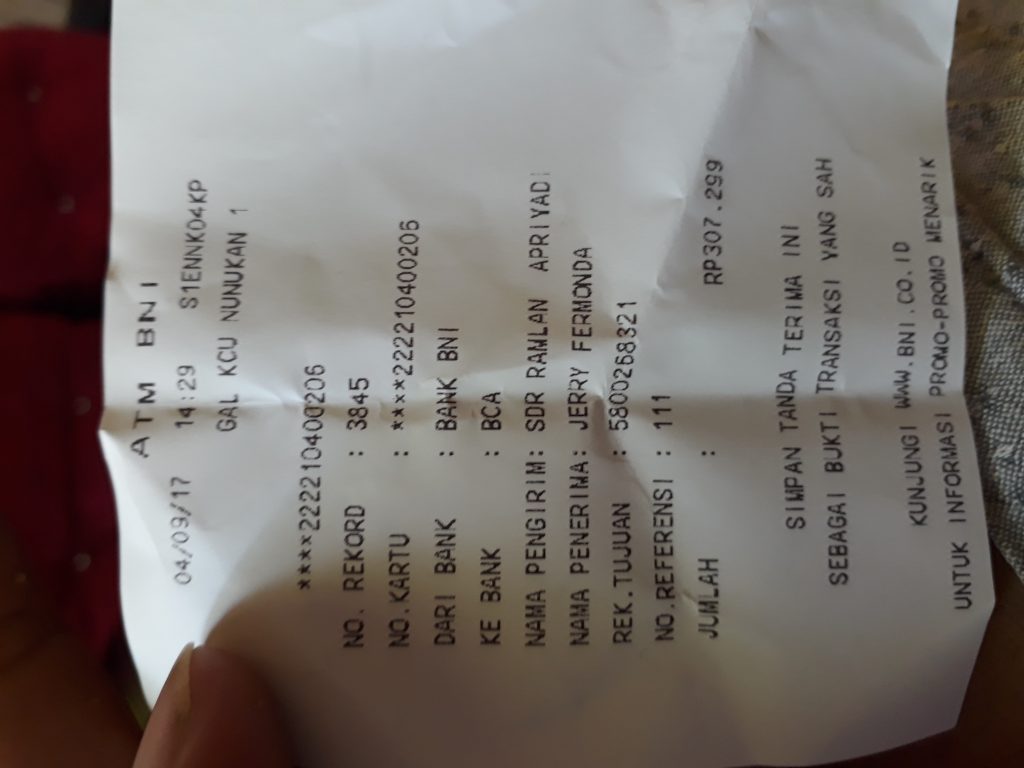 ATM BNI
04/09/17 14:29 S1ENNK04KP
GAL KCU NUNUKAN 1
****222210400206
NO. REKORD : 3845
NO.KARTU : ****222210400206
DARI BANK : BANK BNI
KE BANK : BCA
NAMA PENGIRIM: SDR RAMLAN APRIYADI
NAMA PENERIMA: JERRY FERMONDA
REK.TUJUAN : 5800268321
NO.REFERENSI : 111
JUMLAH : RP307.299
SIMPAN TANDA TERIMA INI
SEBAGAI BUKTI TRANSAKSI YANG SAH
KUNJUNGI WWW.BNI.CO.ID
UNTUK INFORMASI PROMO-PROMO MENARIK